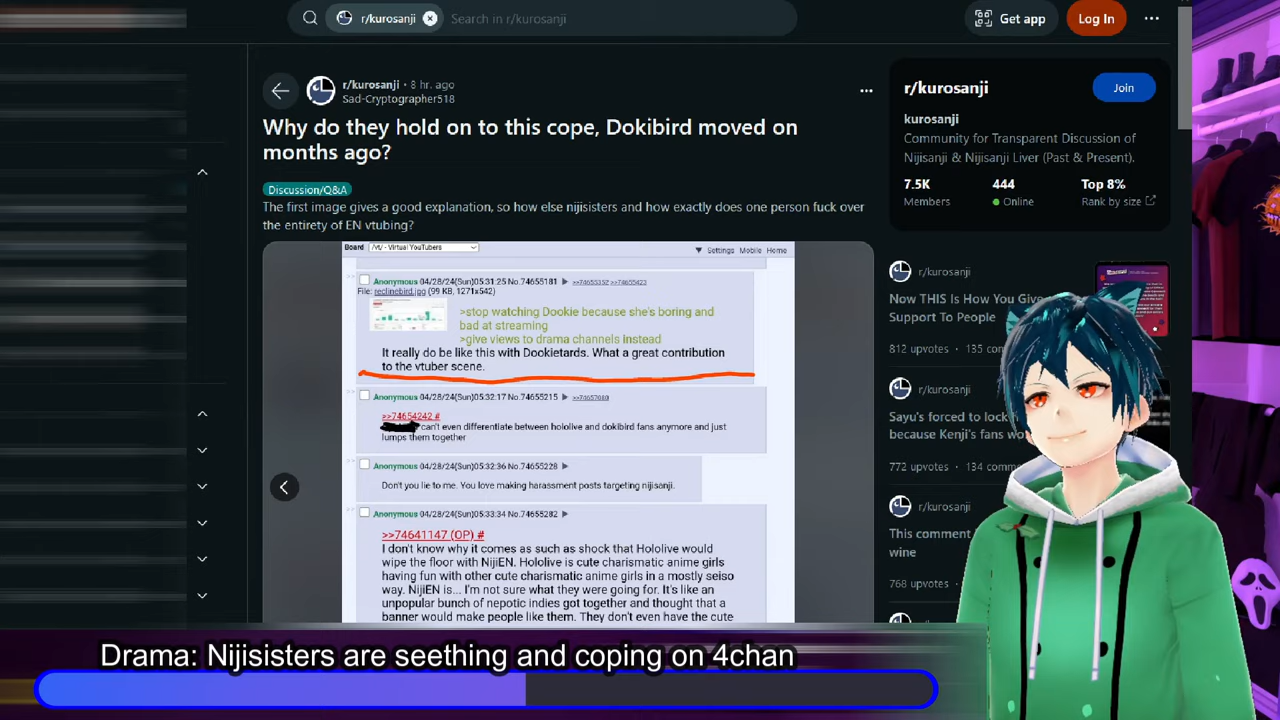 r/kurosanji
Search in r/kurosanji
Get app
Log In
r/kurosanji • 8 hr. ago
Sad-Cryptographer518
Why do they hold on to this cope, Dokibird moved on
months ago?
Discussion/Q&A
The first image gives a good explanation, so how else nijisisters and how exactly does one person fuck over
the entirety of EN vtubing?
Board /vt/ - Virtual YouTubers
Settings Mobile Home
Anonymous 04/28/24(Sun)05:31:25 No.74655181
File: reclinebird.jpg (99 KB, 1271x542)
>stop watching Dookie because she's boring and
bad at streaming
>give views to drama channels instead
It really do be like this with Dookietards. What a great contribution
to the vtuber scene.
Anonymous 04/28/24(Sun)05:32:17 No.74655215
>>74654242 #
can't even differentiate between hololive and dokibird fans anymore and just
lumps them together
Anonymous 04/28/24(Sun)05:32:36 No.74655228
Don't you lie to me. You love making harassment posts targeting nijisanji.
Anonymous 04/28/24(Sun)05:33:34 No.74655282
>>74641147 (OP) #
I don't know why it comes as such as shock that Hololive would
wipe the floor with NijiEN. Hololive is cute charismatic anime girls
having fun with other cute charismatic anime girls in a mostly seiso
way. NijiEN is... I'm not sure what they were going for. It's like an
unpopular bunch of nepotic indies got together and thought that a
banner would make people like them. They don't even have the cute
r/kurosanji
Join
kurosanji
Community for Transparent Discussion of
Nijisanji & Nijisanji Liver (Past & Present).
7.5K 444 Top 8%
Members Online Rank by size
r/kurosanji
Now THIS Is How You Give
Support To People
812 upvotes • 135
r/kurosanji
Sayu's forced to lock
because Kenji's fans
772 upvotes • 134
r/kurosanji
This comment
wine
768 upvotes
Drama: Nijisisters are seething and coping on 4chan